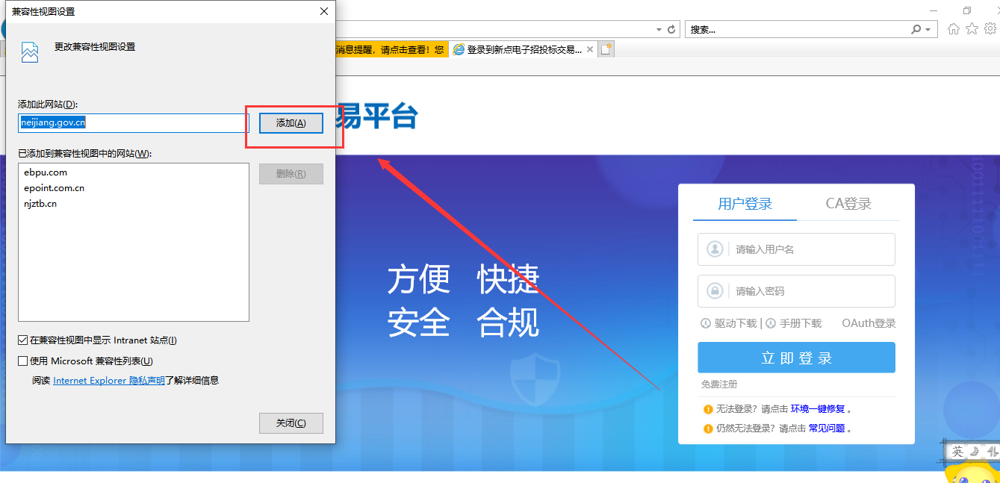 兼容性视图设置
更改兼容性视图设置
添加此网站(D):
neijiang.gov.cn
添加(A)
已添加到兼容性视图中的网站(W):
ebpu.com
epoint.com.cn
njztb.cn
删除(R)
在兼容性视图中显示 Intranet 站点(I)
使用 Microsoft 兼容性列表(U)
阅读 Internet Explorer 隐私声明了解详细信息
关闭(C)
搜索...
消息提醒，请点击查看！您
登录到新点电子招投标交易...
易平台
方便 快捷
安全 合规
用户登录 CA登录
请输入用户名
请输入密码
驱动下载 | 手册下载 OAuth登录
立即登录
免费注册
无法登录？请点击 环境一键修复 。
仍然无法登录？请点击 常见问题 。
英